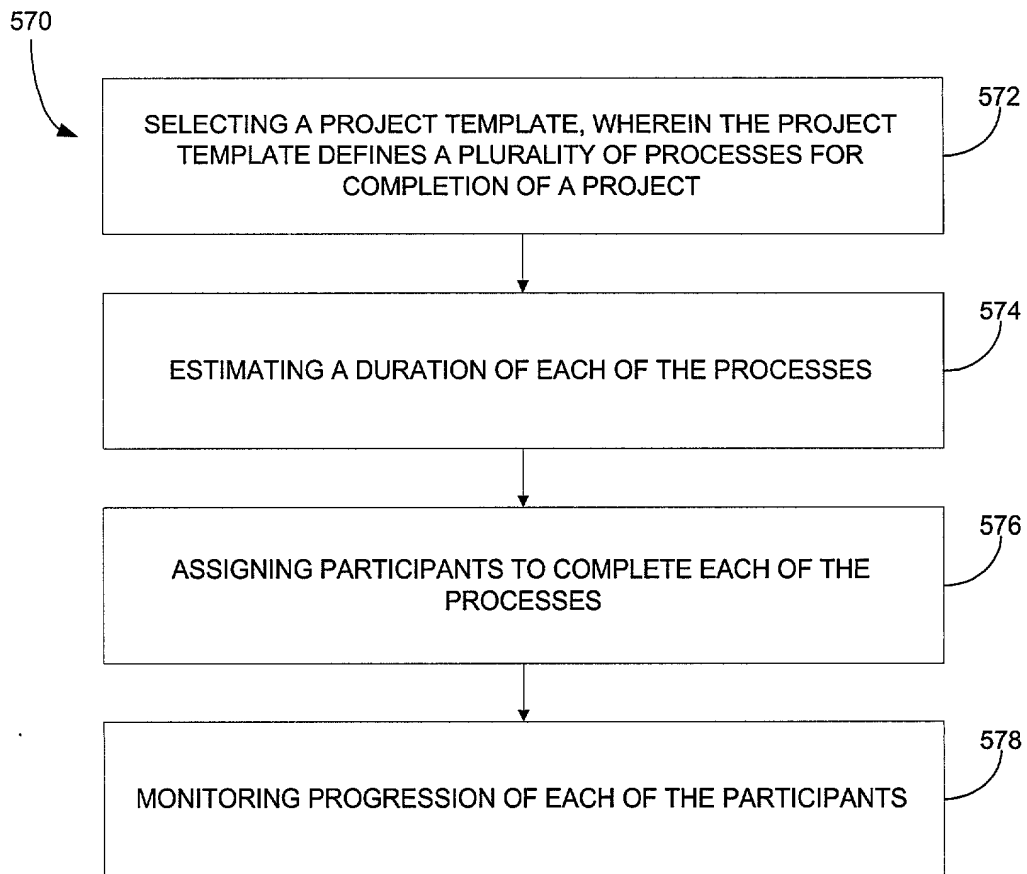 570
SELECTING A PROJECT TEMPLATE, WHEREIN THE PROJECT
TEMPLATE DEFINES A PLURALITY OF PROCESSES FOR
COMPLETION OF A PROJECT
572
ESTIMATING A DURATION OF EACH OF THE PROCESSES
574
ASSIGNING PARTICIPANTS TO COMPLETE EACH OF THE
PROCESSES
576
MONITORING PROGRESSION OF EACH OF THE PARTICIPANTS
578